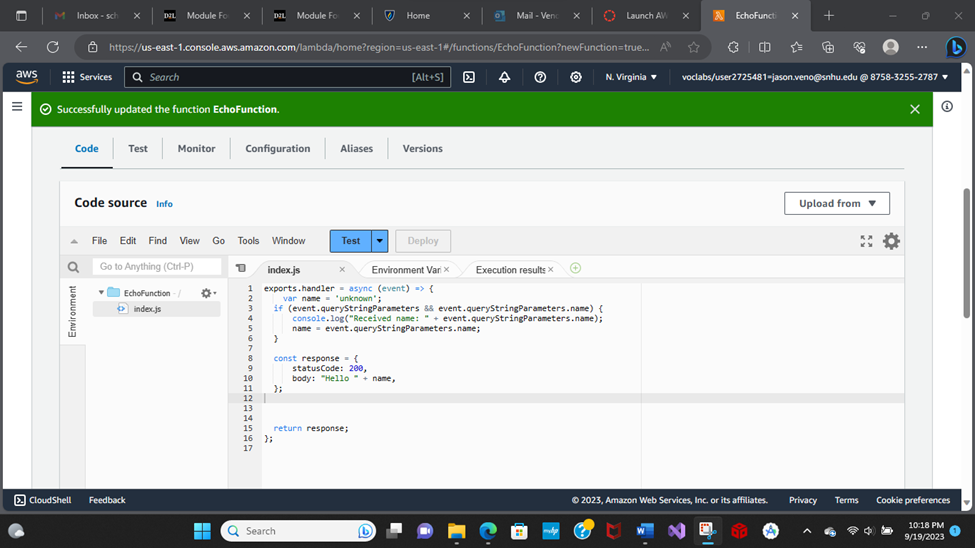 Inbox - sch
Module Fo
Module Fo
Home
Mail - Veno
Launch AW
EchoFuncti
https://us-east-1.console.aws.amazon.com/lambda/home?region=us-east-1#/functions/EchoFunction?newFunction=true...
aws
Services
Search
[Alt+S]
N. Virginia
voclabs/user2725481=jason.veno@snhu.edu @ 8758-3255-2787
Successfully updated the function EchoFunction.
Code
Test
Monitor
Configuration
Aliases
Versions
Code source Info
Upload from
File Edit Find View Go Tools Window
Test
Deploy
Go to Anything (Ctrl-P)
index.js
Environment Var
Execution results
Environment
EchoFunction - /
index.js
1 exports.handler = async (event) => {
2 var name = 'unknown';
3 if (event.queryStringParameters && event.queryStringParameters.name) {
4 console.log("Received name: " + event.queryStringParameters.name);
5 name = event.queryStringParameters.name;
6 }
7
8 const response = {
9 statusCode: 200,
10 body: "Hello " + name,
11 };
12
13
14
15 return response;
16 };
17
CloudShell
Feedback
© 2023, Amazon Web Services, Inc. or its affiliates.
Privacy
Terms
Cookie preferences
Search
10:18 PM
9/19/2023
1